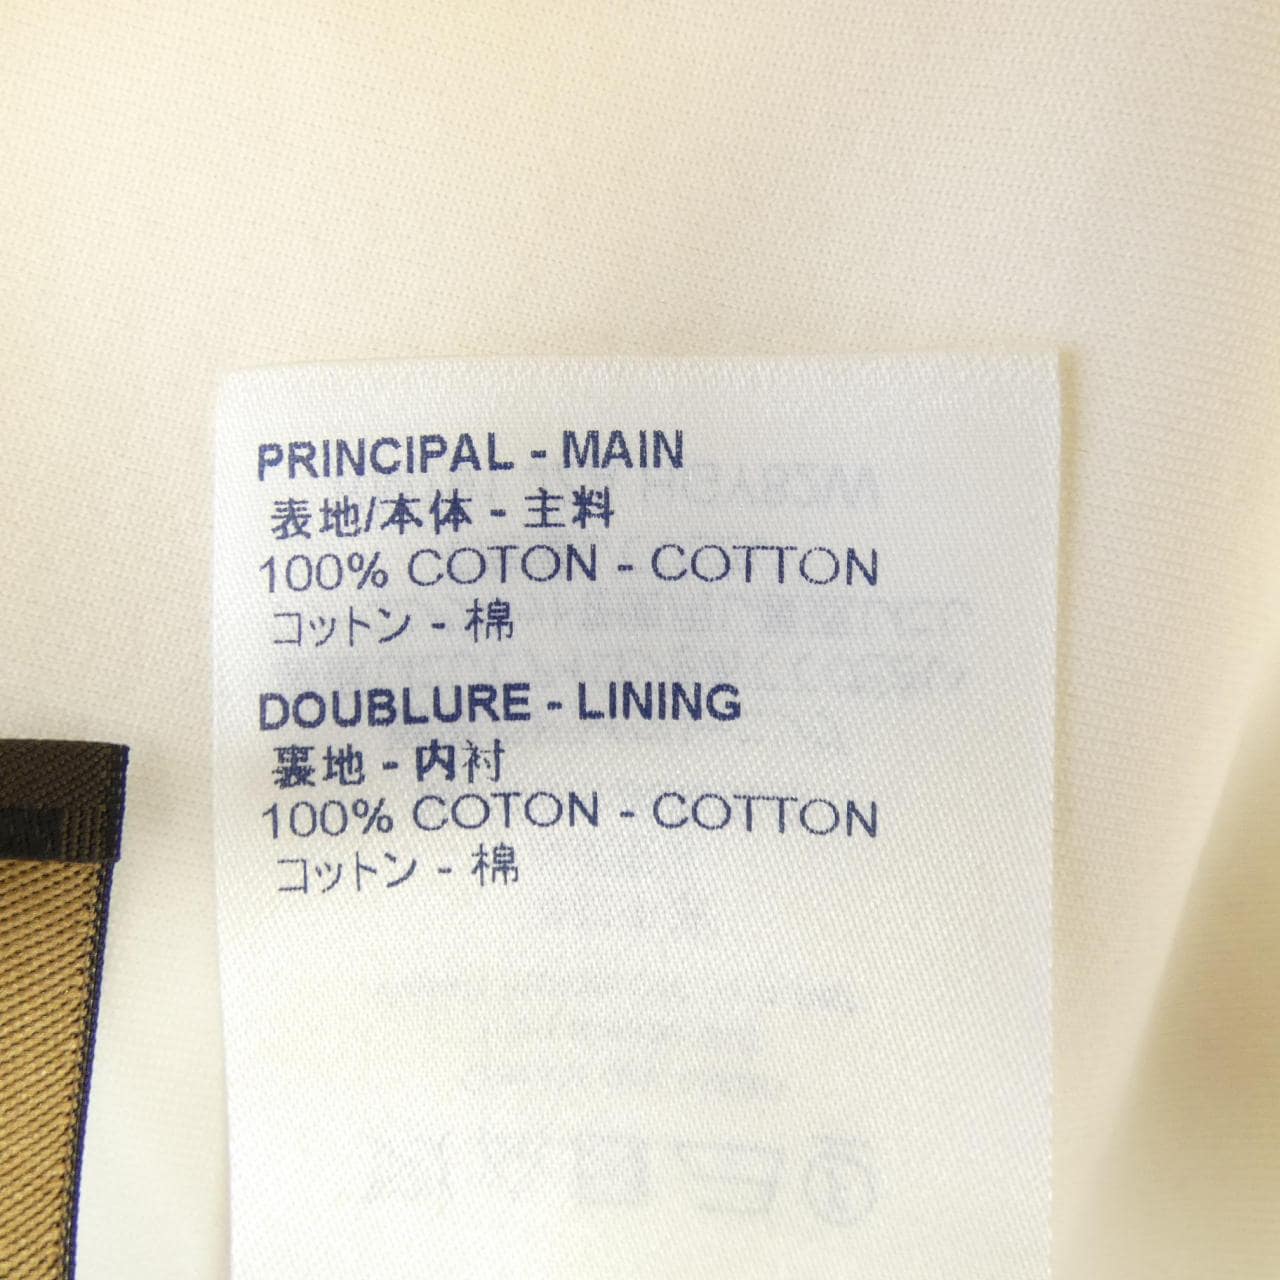 PRINCIPAL - MAIN
表地/本体 - 主料
100% COTON - COTTON
コットン - 棉
DOUBLURE - LINING
裏地 - 内衬
100% COTON - COTTON
コットン - 棉